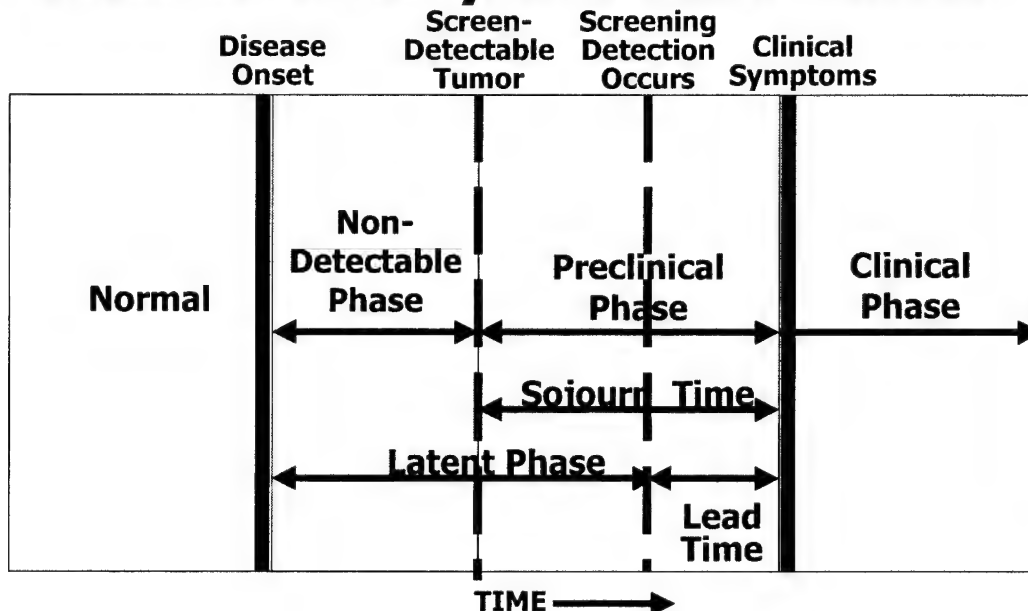 Disease
Onset
Screen-
Detectable
Tumor
Screening
Detection
Occurs
Clinical
Symptoms
Normal
Non-
Detectable
Phase
Preclinical
Phase
Clinical
Phase
Sojourn Time
Latent Phase
Lead
Time
TIME